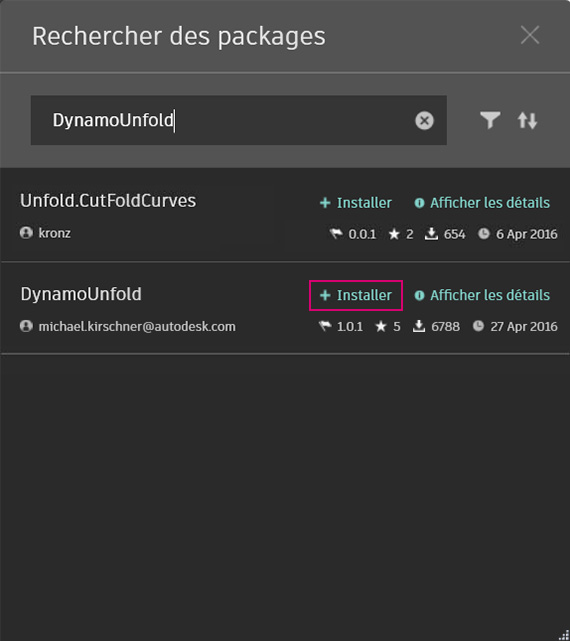 Rechercher des packages
DynamoUnfold
Unfold.CutFoldCurves + Installer Afficher les détails
kronz 0.0.1 2 654 6 Apr 2016
DynamoUnfold + Installer Afficher les détails
michael.kirschner@autodesk.com 1.0.1 5 6788 27 Apr 2016